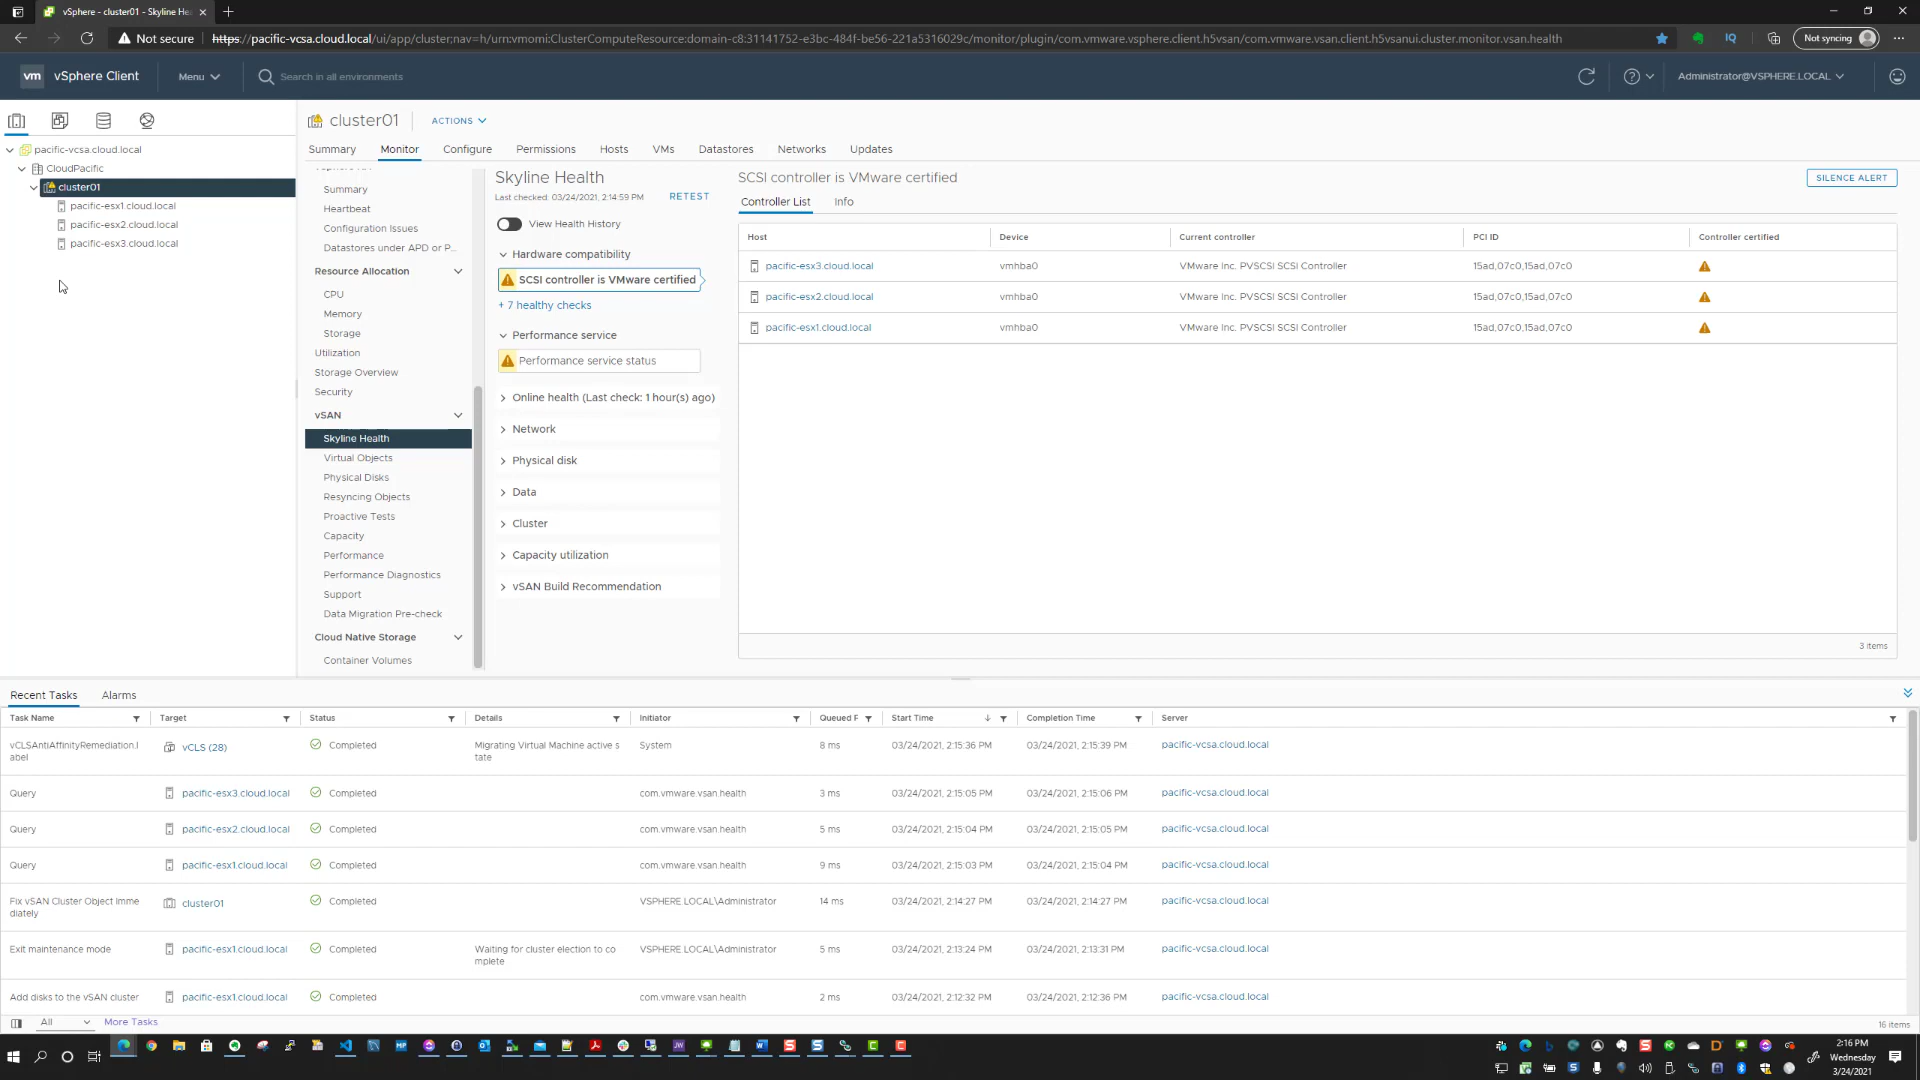 vSphere - cluster01 - Skyline He
Not secure
https://pacific-vcsa.cloud.local/ui/app/cluster;nav=h/urn:vmomi:ClusterComputeResource:domain-c8:31141752-e3bc-484f-be56-221a5316029c/monitor/plugin/com.vmware.vsphere.client.h5vsan/com.vmware.vsan.client.h5vsanui.cluster.monitor.vsan.health
Not syncing
vm vSphere Client
Menu
Search in all environments
Administrator@VSPHERE.LOCAL
pacific-vcsa.cloud.local
CloudPacific
cluster01
pacific-esx1.cloud.local
pacific-esx2.cloud.local
pacific-esx3.cloud.local
cluster01
ACTIONS
Summary Monitor Configure Permissions Hosts VMs Datastores Networks Updates
Summary
Heartbeat
Configuration Issues
Datastores under APD or P...
Resource Allocation
CPU
Memory
Storage
Utilization
Storage Overview
Security
vSAN
Skyline Health
Virtual Objects
Physical Disks
Resyncing Objects
Proactive Tests
Capacity
Performance
Performance Diagnostics
Support
Data Migration Pre-check
Cloud Native Storage
Container Volumes
Skyline Health
Last checked: 03/24/2021, 2:14:59 PM
RETEST
View Health History
Hardware compatibility
SCSI controller is VMware certified
+ 7 healthy checks
Performance service
Performance service status
Online health (Last check: 1 hour(s) ago)
Network
Physical disk
Data
Cluster
Capacity utilization
vSAN Build Recommendation
SCSI controller is VMware certified
SILENCE ALERT
Controller List Info
Host Device Current controller PCI ID Controller certified
pacific-esx3.cloud.local vmhba0 VMware Inc. PVSCSI SCSI Controller 15ad,07c0,15ad,07c0
pacific-esx2.cloud.local vmhba0 VMware Inc. PVSCSI SCSI Controller 15ad,07c0,15ad,07c0
pacific-esx1.cloud.local vmhba0 VMware Inc. PVSCSI SCSI Controller 15ad,07c0,15ad,07c0
3 items
Recent Tasks Alarms
Task Name Target Status Details Initiator Queued F Start Time Completion Time Server
vCLSAntiAffinityRemediation.l vCLS (28) Completed Migrating Virtual Machine active s System 8 ms 03/24/2021, 2:15:36 PM 03/24/2021, 2:15:39 PM pacific-vcsa.cloud.local
abel tate
Query pacific-esx3.cloud.local Completed com.vmware.vsan.health 3 ms 03/24/2021, 2:15:05 PM 03/24/2021, 2:15:06 PM pacific-vcsa.cloud.local
Query pacific-esx2.cloud.local Completed com.vmware.vsan.health 5 ms 03/24/2021, 2:15:04 PM 03/24/2021, 2:15:05 PM pacific-vcsa.cloud.local
Query pacific-esx1.cloud.local Completed com.vmware.vsan.health 9 ms 03/24/2021, 2:15:03 PM 03/24/2021, 2:15:04 PM pacific-vcsa.cloud.local
Fix vSAN Cluster Object Imme cluster01 Completed VSPHERE.LOCAL\Administrator 14 ms 03/24/2021, 2:14:27 PM 03/24/2021, 2:14:27 PM pacific-vcsa.cloud.local
diately
Exit maintenance mode pacific-esx1.cloud.local Completed Waiting for cluster election to co VSPHERE.LOCAL\Administrator 5 ms 03/24/2021, 2:13:24 PM 03/24/2021, 2:13:31 PM pacific-vcsa.cloud.local
mplete
Add disks to the vSAN cluster pacific-esx1.cloud.local Completed com.vmware.vsan.health 2 ms 03/24/2021, 2:12:32 PM 03/24/2021, 2:12:36 PM pacific-vcsa.cloud.local
All
More Tasks
16 items
2:16 PM
Wednesday
3/24/2021